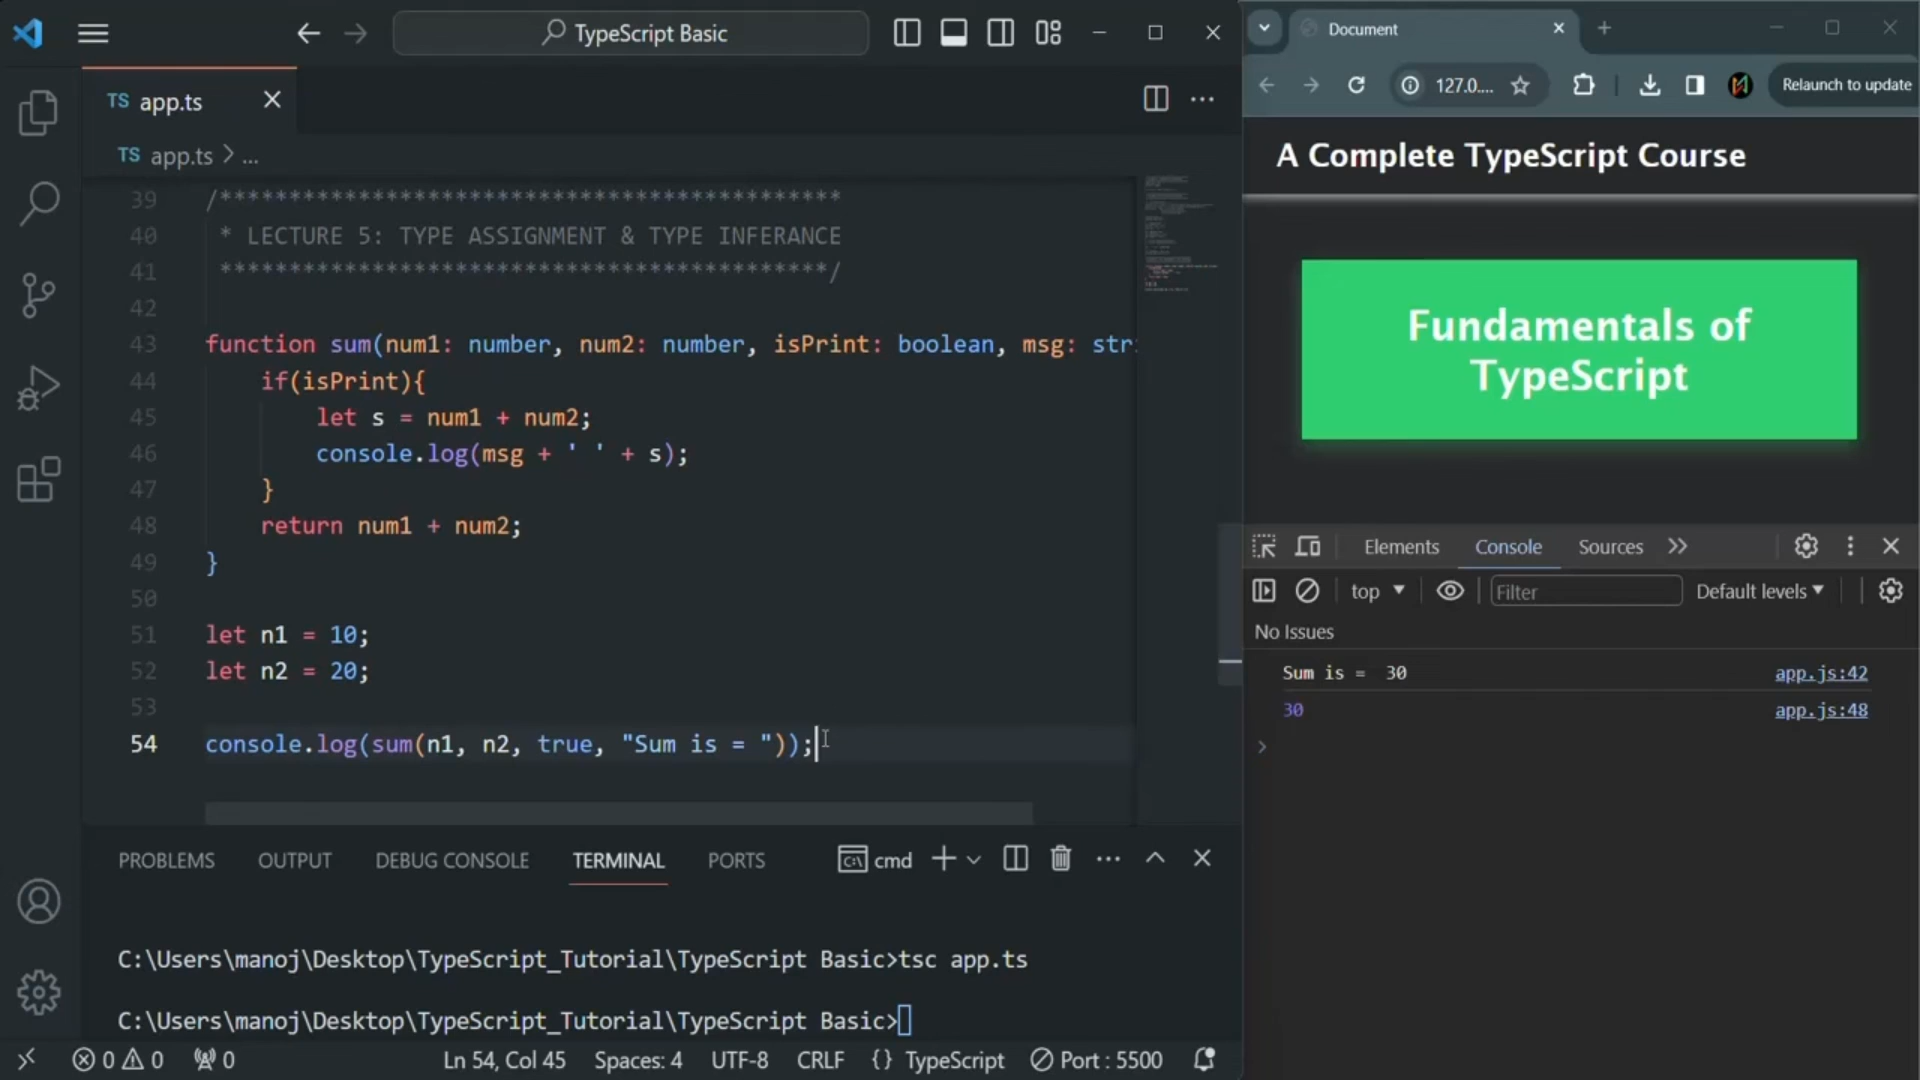 TypeScript Basic
TS app.ts
TS app.ts > ...
39 /*********************************************
40 * LECTURE 5: TYPE ASSIGNMENT & TYPE INFERANCE
41 ********************************************/
42
43 function sum(num1: number, num2: number, isPrint: boolean, msg: str
44 if(isPrint){
45 let s = num1 + num2;
46 console.log(msg + ' ' + s);
47 }
48 return num1 + num2;
49 }
50
51 let n1 = 10;
52 let n2 = 20;
53
54 console.log(sum(n1, n2, true, "Sum is = "));
PROBLEMS OUTPUT DEBUG CONSOLE TERMINAL PORTS cmd
C:\Users\manoj\Desktop\TypeScript_Tutorial\TypeScript Basic>tsc app.ts
C:\Users\manoj\Desktop\TypeScript_Tutorial\TypeScript Basic>
0 0 0 Ln 54, Col 45 Spaces: 4 UTF-8 CRLF {} TypeScript Port : 5500
Document
127.0.... Relaunch to update
A Complete TypeScript Course
Fundamentals of
TypeScript
Elements Console Sources
top Filter Default levels
No Issues
Sum is =  30 app.js:42
30 app.js:48